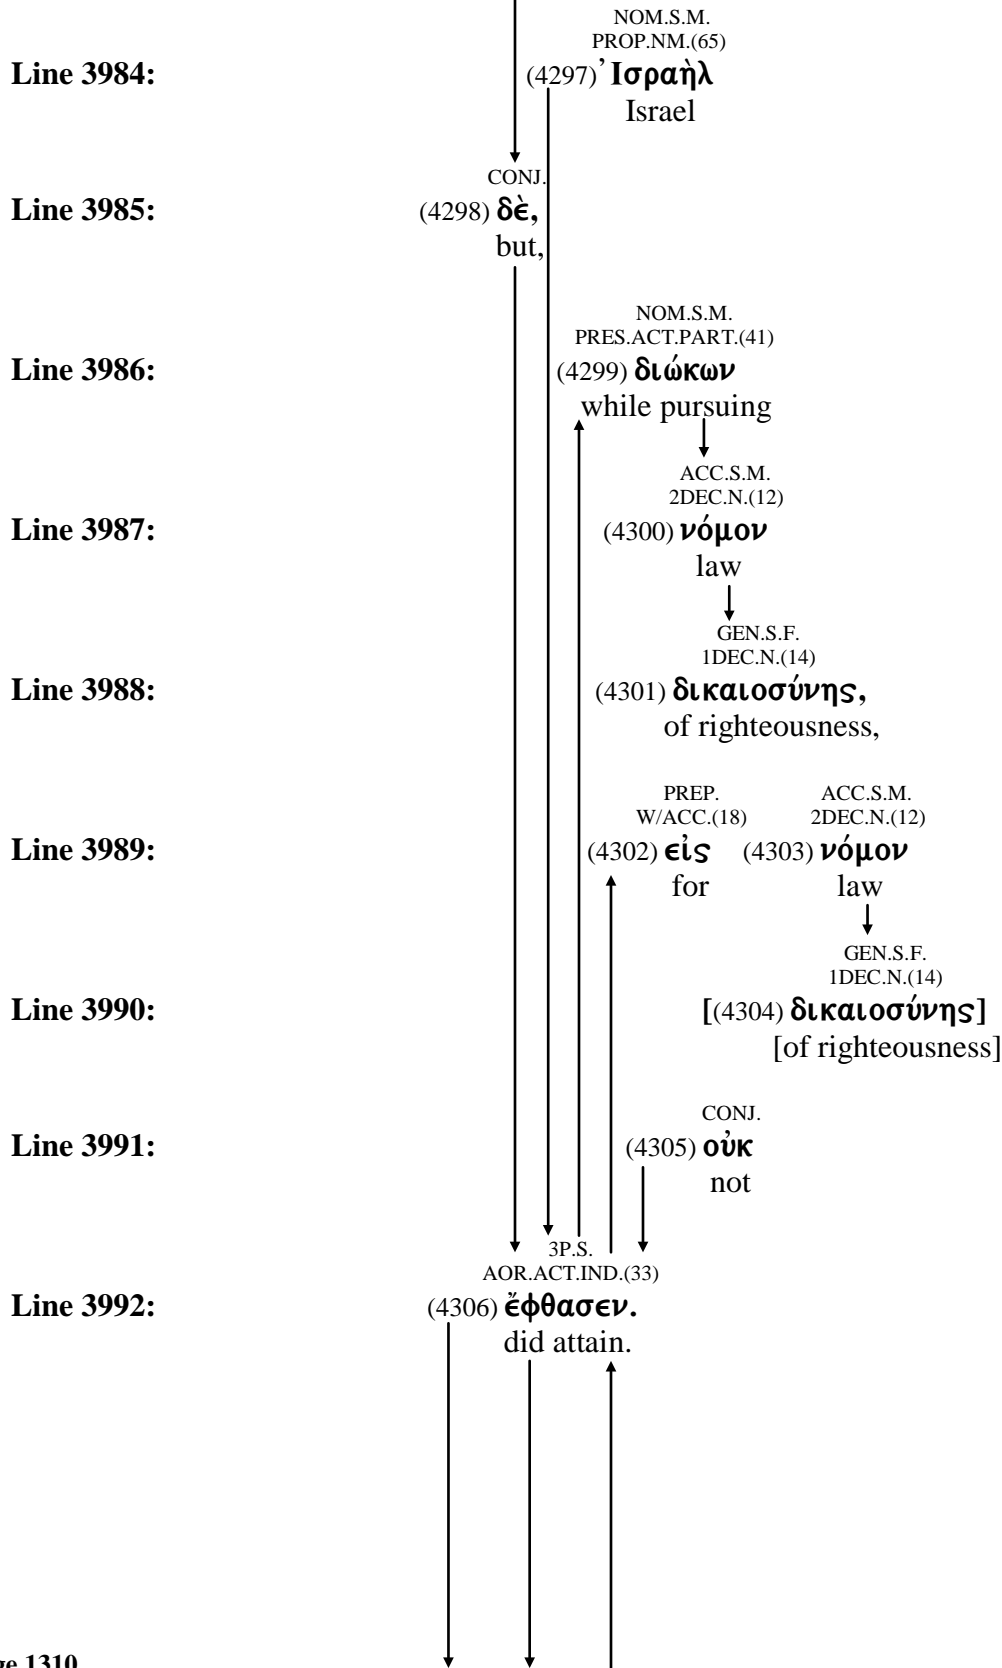 NOM.S.M.
PROP.NM.(65)
Line 3984: (4297) Ἰσραὴλ
Israel
CONJ.
Line 3985: (4298) δὲ,
but,
NOM.S.M.
PRES.ACT.PART.(41)
Line 3986: (4299) διώκων
while pursuing
ACC.S.M.
2DEC.N.(12)
Line 3987: (4300) νόμον
law
GEN.S.F.
1DEC.N.(14)
Line 3988: (4301) δικαιοσύνης,
of righteousness,
PREP. ACC.S.M.
W/ACC.(18) 2DEC.N.(12)
Line 3989: (4302) εἰς (4303) νόμον
for law
GEN.S.F.
1DEC.N.(14)
Line 3990: [(4304) δικαιοσύνης]
[of righteousness]
CONJ.
Line 3991: (4305) οὐκ
not
3P.S.
AOR.ACT.IND.(33)
Line 3992: (4306) ἔφθασεν.
did attain.
1310